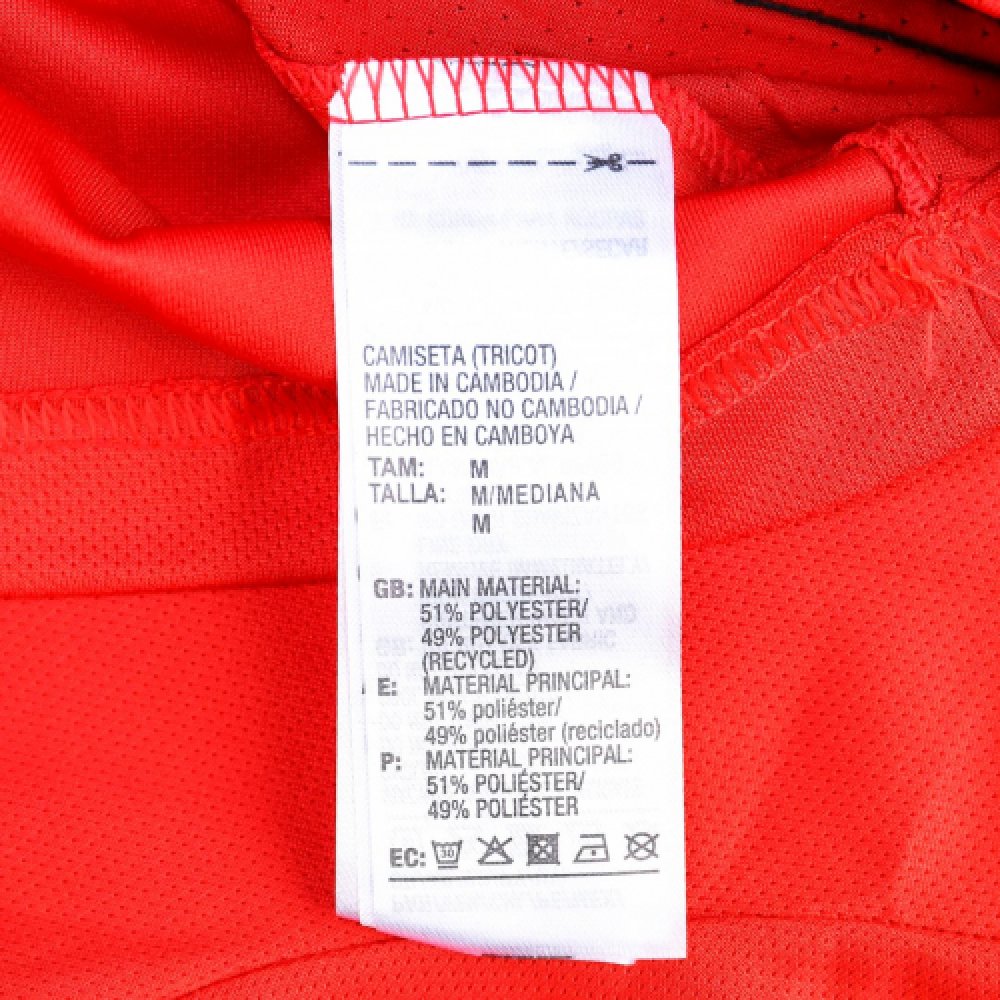 CAMISETA (TRICOT)
MADE IN CAMBODIA /
FABRICADO NO CAMBODIA /
HECHO EN CAMBOYA
TAM: M
TALLA: M/MEDIANA
M
GB: MAIN MATERIAL:
51% POLYESTER/
49% POLYESTER
(RECYCLED)
E: MATERIAL PRINCIPAL:
51% poliéster/
49% poliéster (reciclado)
P: MATERIAL PRINCIPAL:
51% POLIÉSTER/
49% POLIÉSTER
EC: 30